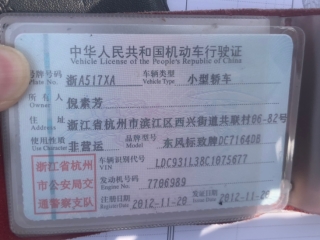 中华人民共和国机动车行驶证
Vehicle License of the People's Republic of China
号牌号码 浙A517XA 车辆类型 小型轿车
Plate No. Vehicle Type
所有人 倪素芳
Owner
住址 浙江省杭州市滨江区西兴街道共联村86-82号
Address
使用性质 非营运 品牌型号 东风标致牌DC7164DB
Use Character Model
浙江省杭州市公安局交通警察支队
车辆识别代号 LDC931L38C1075677
VIN
发动机号码 7706989
Engine No.
注册日期 2012-11-20 发证日期 2012-11-20
Register Date Issue Date